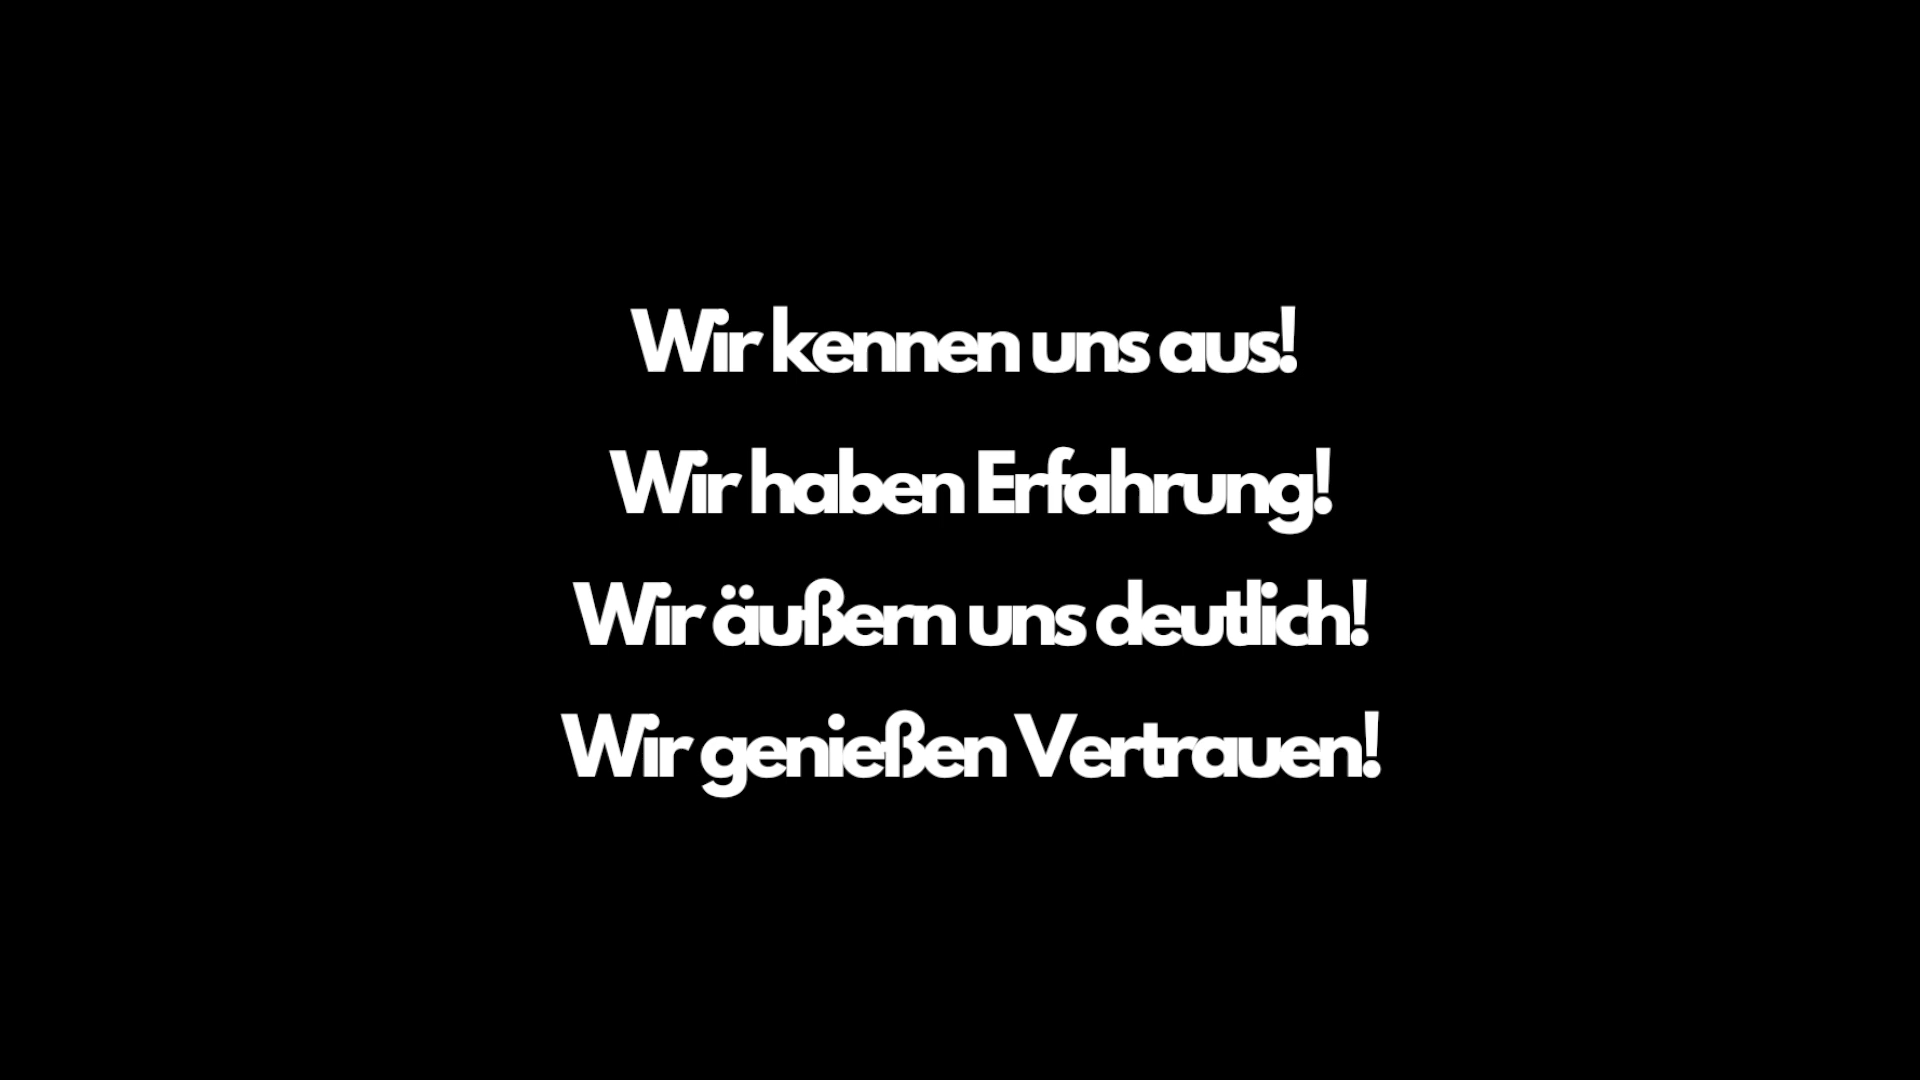 Wir kennen uns aus!
Wir haben Erfahrung!
Wir äußern uns deutlich!
Wir genießen Vertrauen!